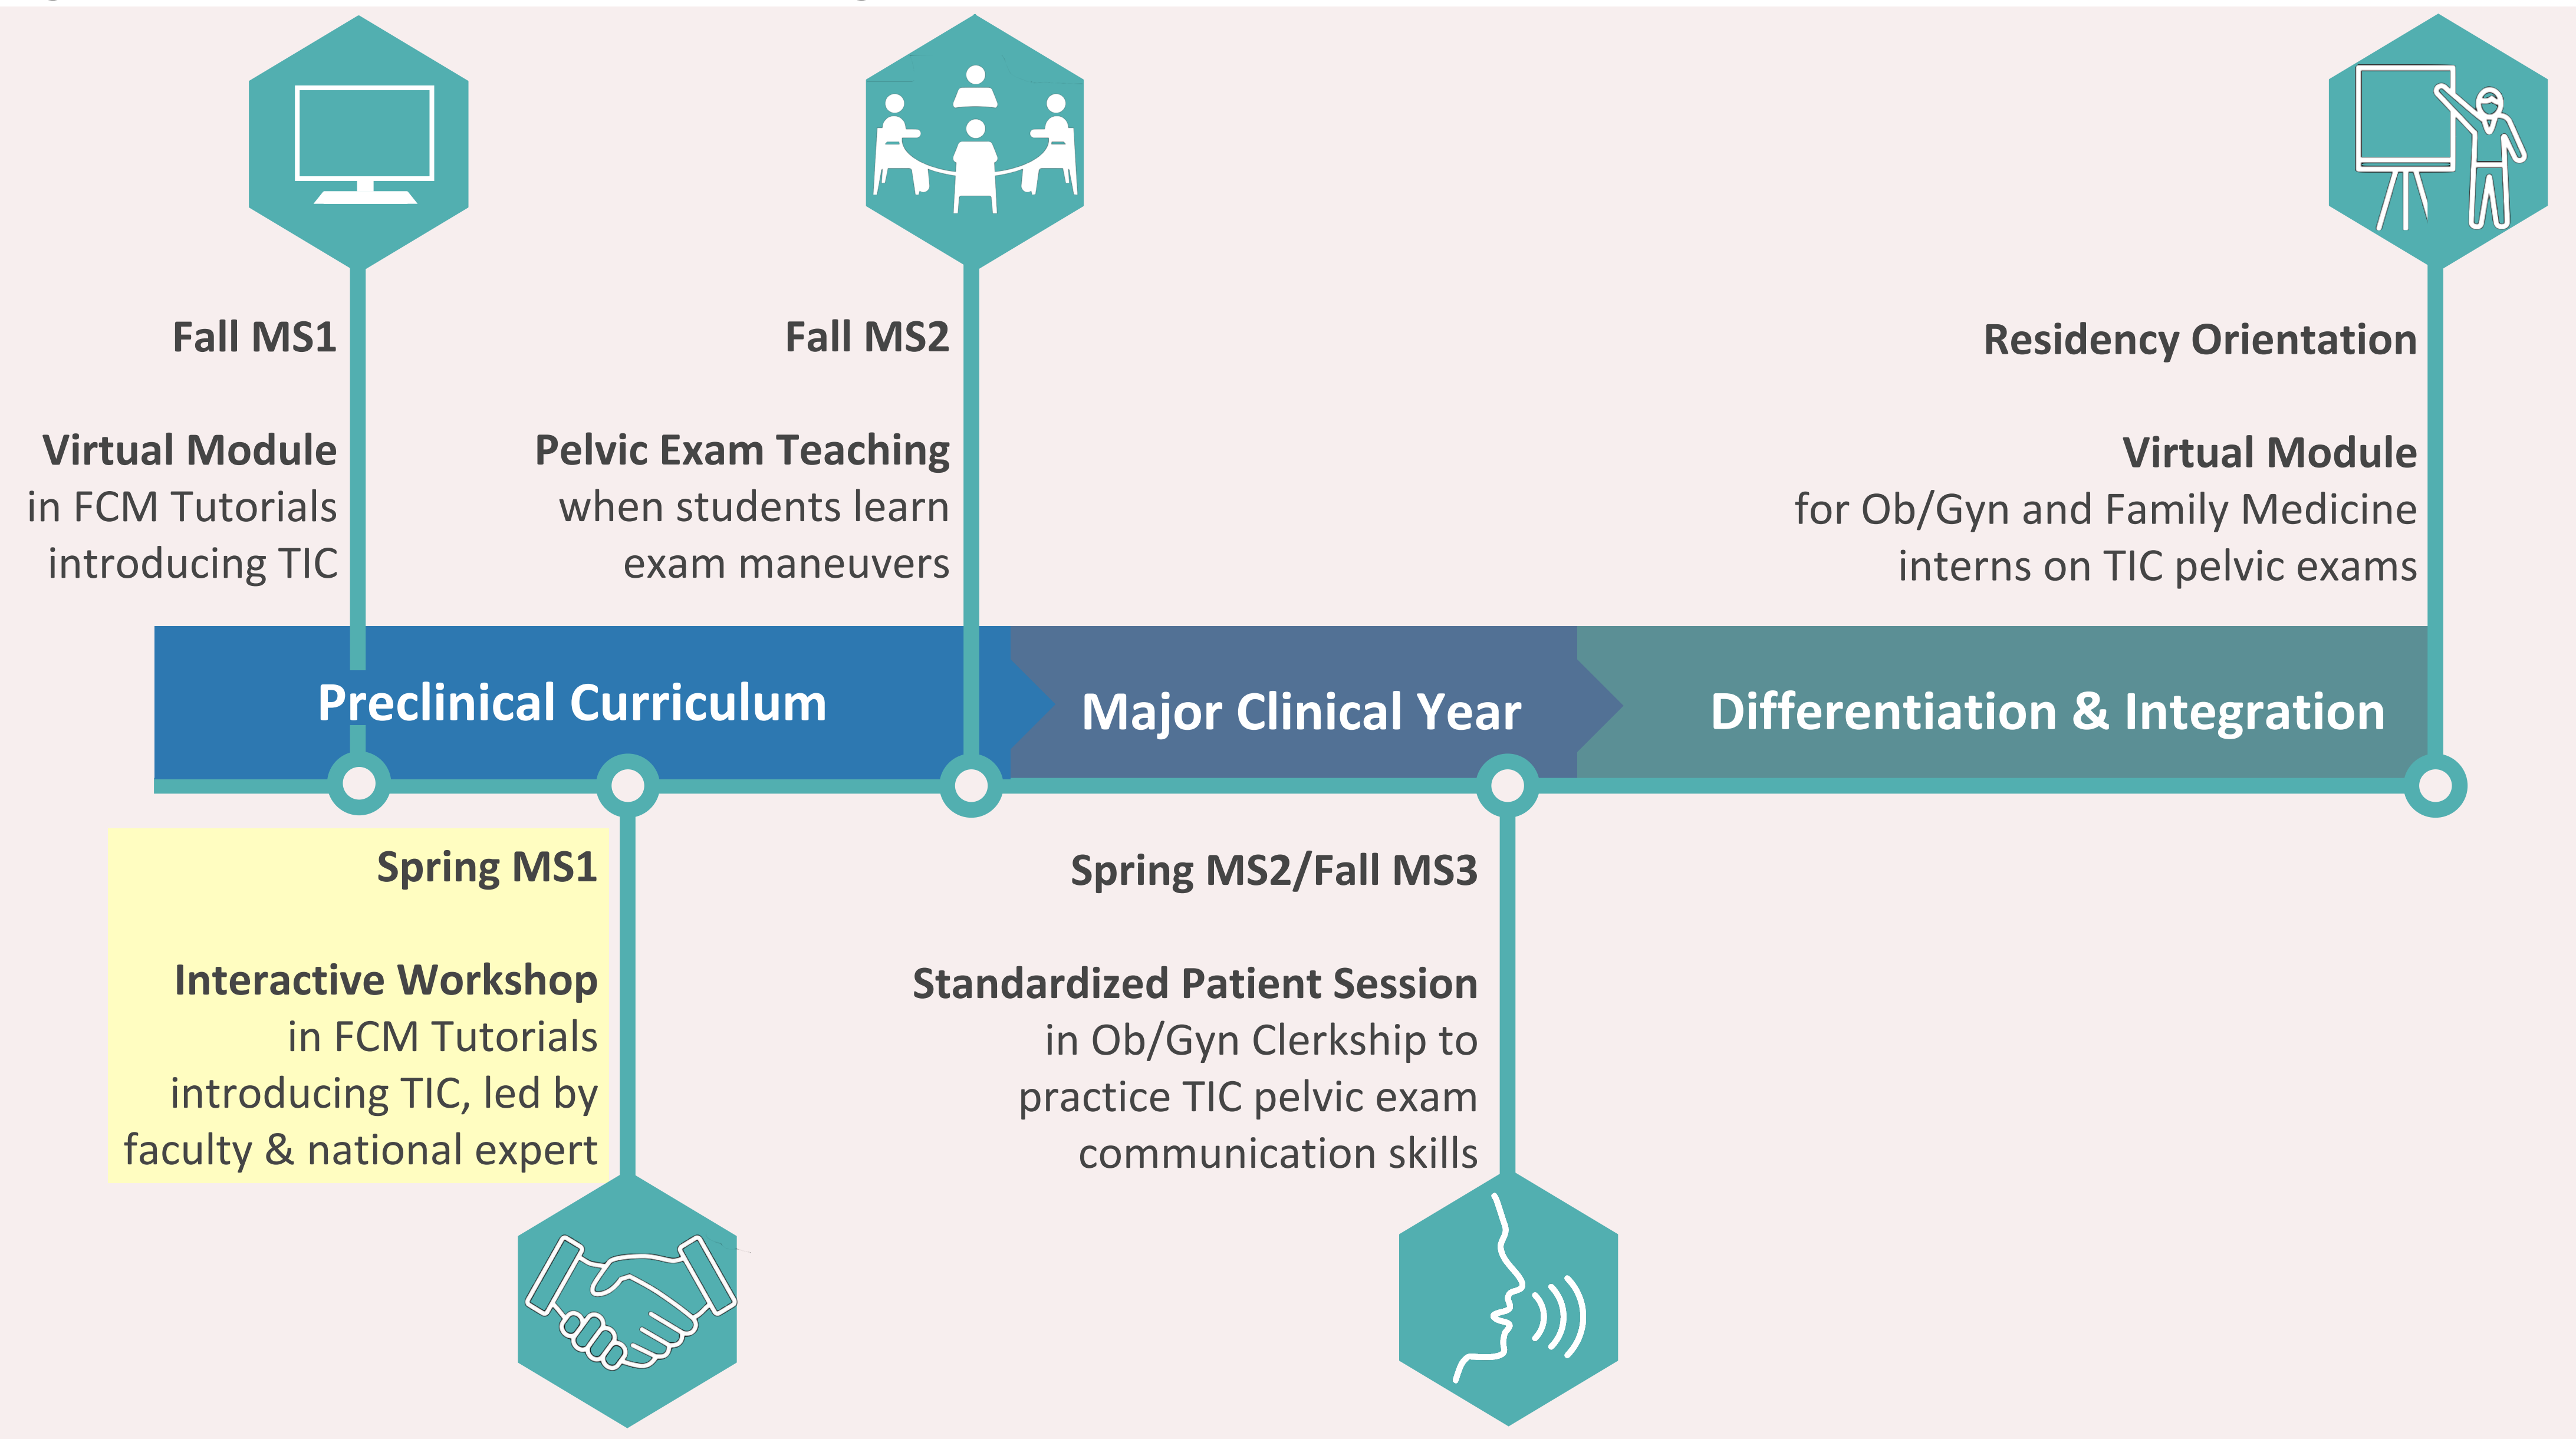 Fall MS1
Virtual Module
in FCM Tutorials
introducing TIC
Fall MS2
Pelvic Exam Teaching
when students learn
exam maneuvers
Residency Orientation
Virtual Module
for Ob/Gyn and Family Medicine
interns on TIC pelvic exams
Preclinical Curriculum
Major Clinical Year
Differentiation & Integration
Spring MS1
Interactive Workshop
in FCM Tutorials
introducing TIC, led by
faculty & national expert
Spring MS2/Fall MS3
Standardized Patient Session
in Ob/Gyn Clerkship to
practice TIC pelvic exam
communication skills